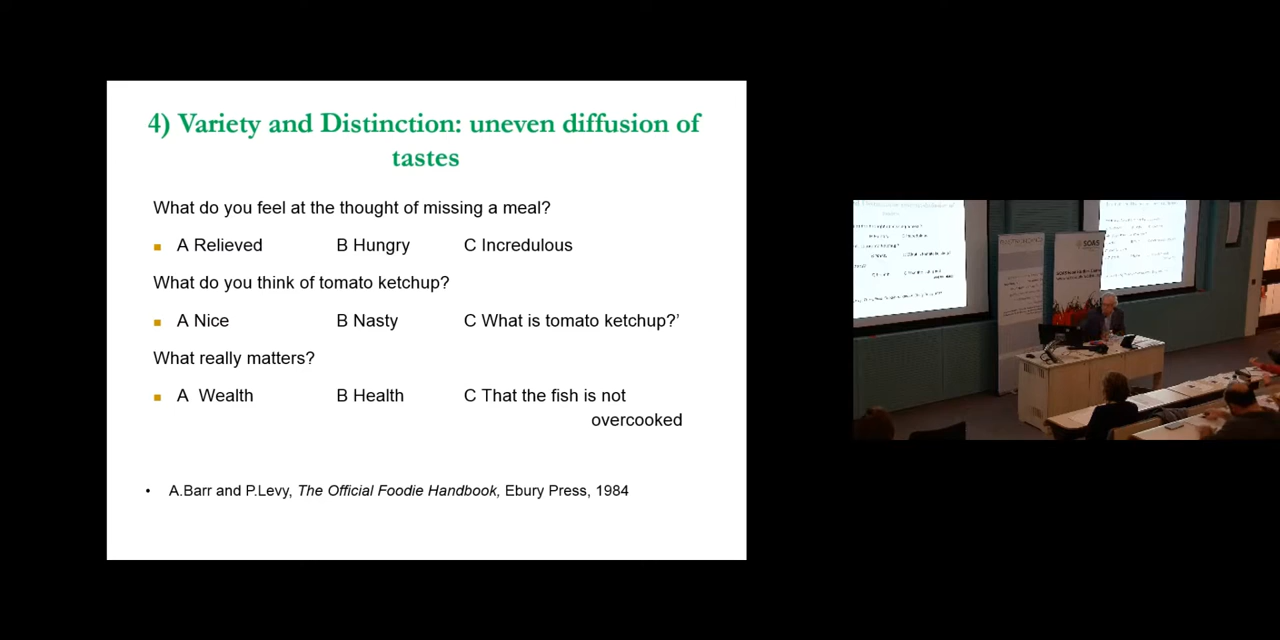 4) Variety and Distinction: uneven diffusion of
tastes
What do you feel at the thought of missing a meal?
▪ A Relieved B Hungry C Incredulous
What do you think of tomato ketchup?
▪ A Nice B Nasty C What is tomato ketchup?’
What really matters?
▪ A Wealth B Health C That the fish is not
overcooked
• A.Barr and P.Levy, The Official Foodie Handbook, Ebury Press, 1984
SOAS